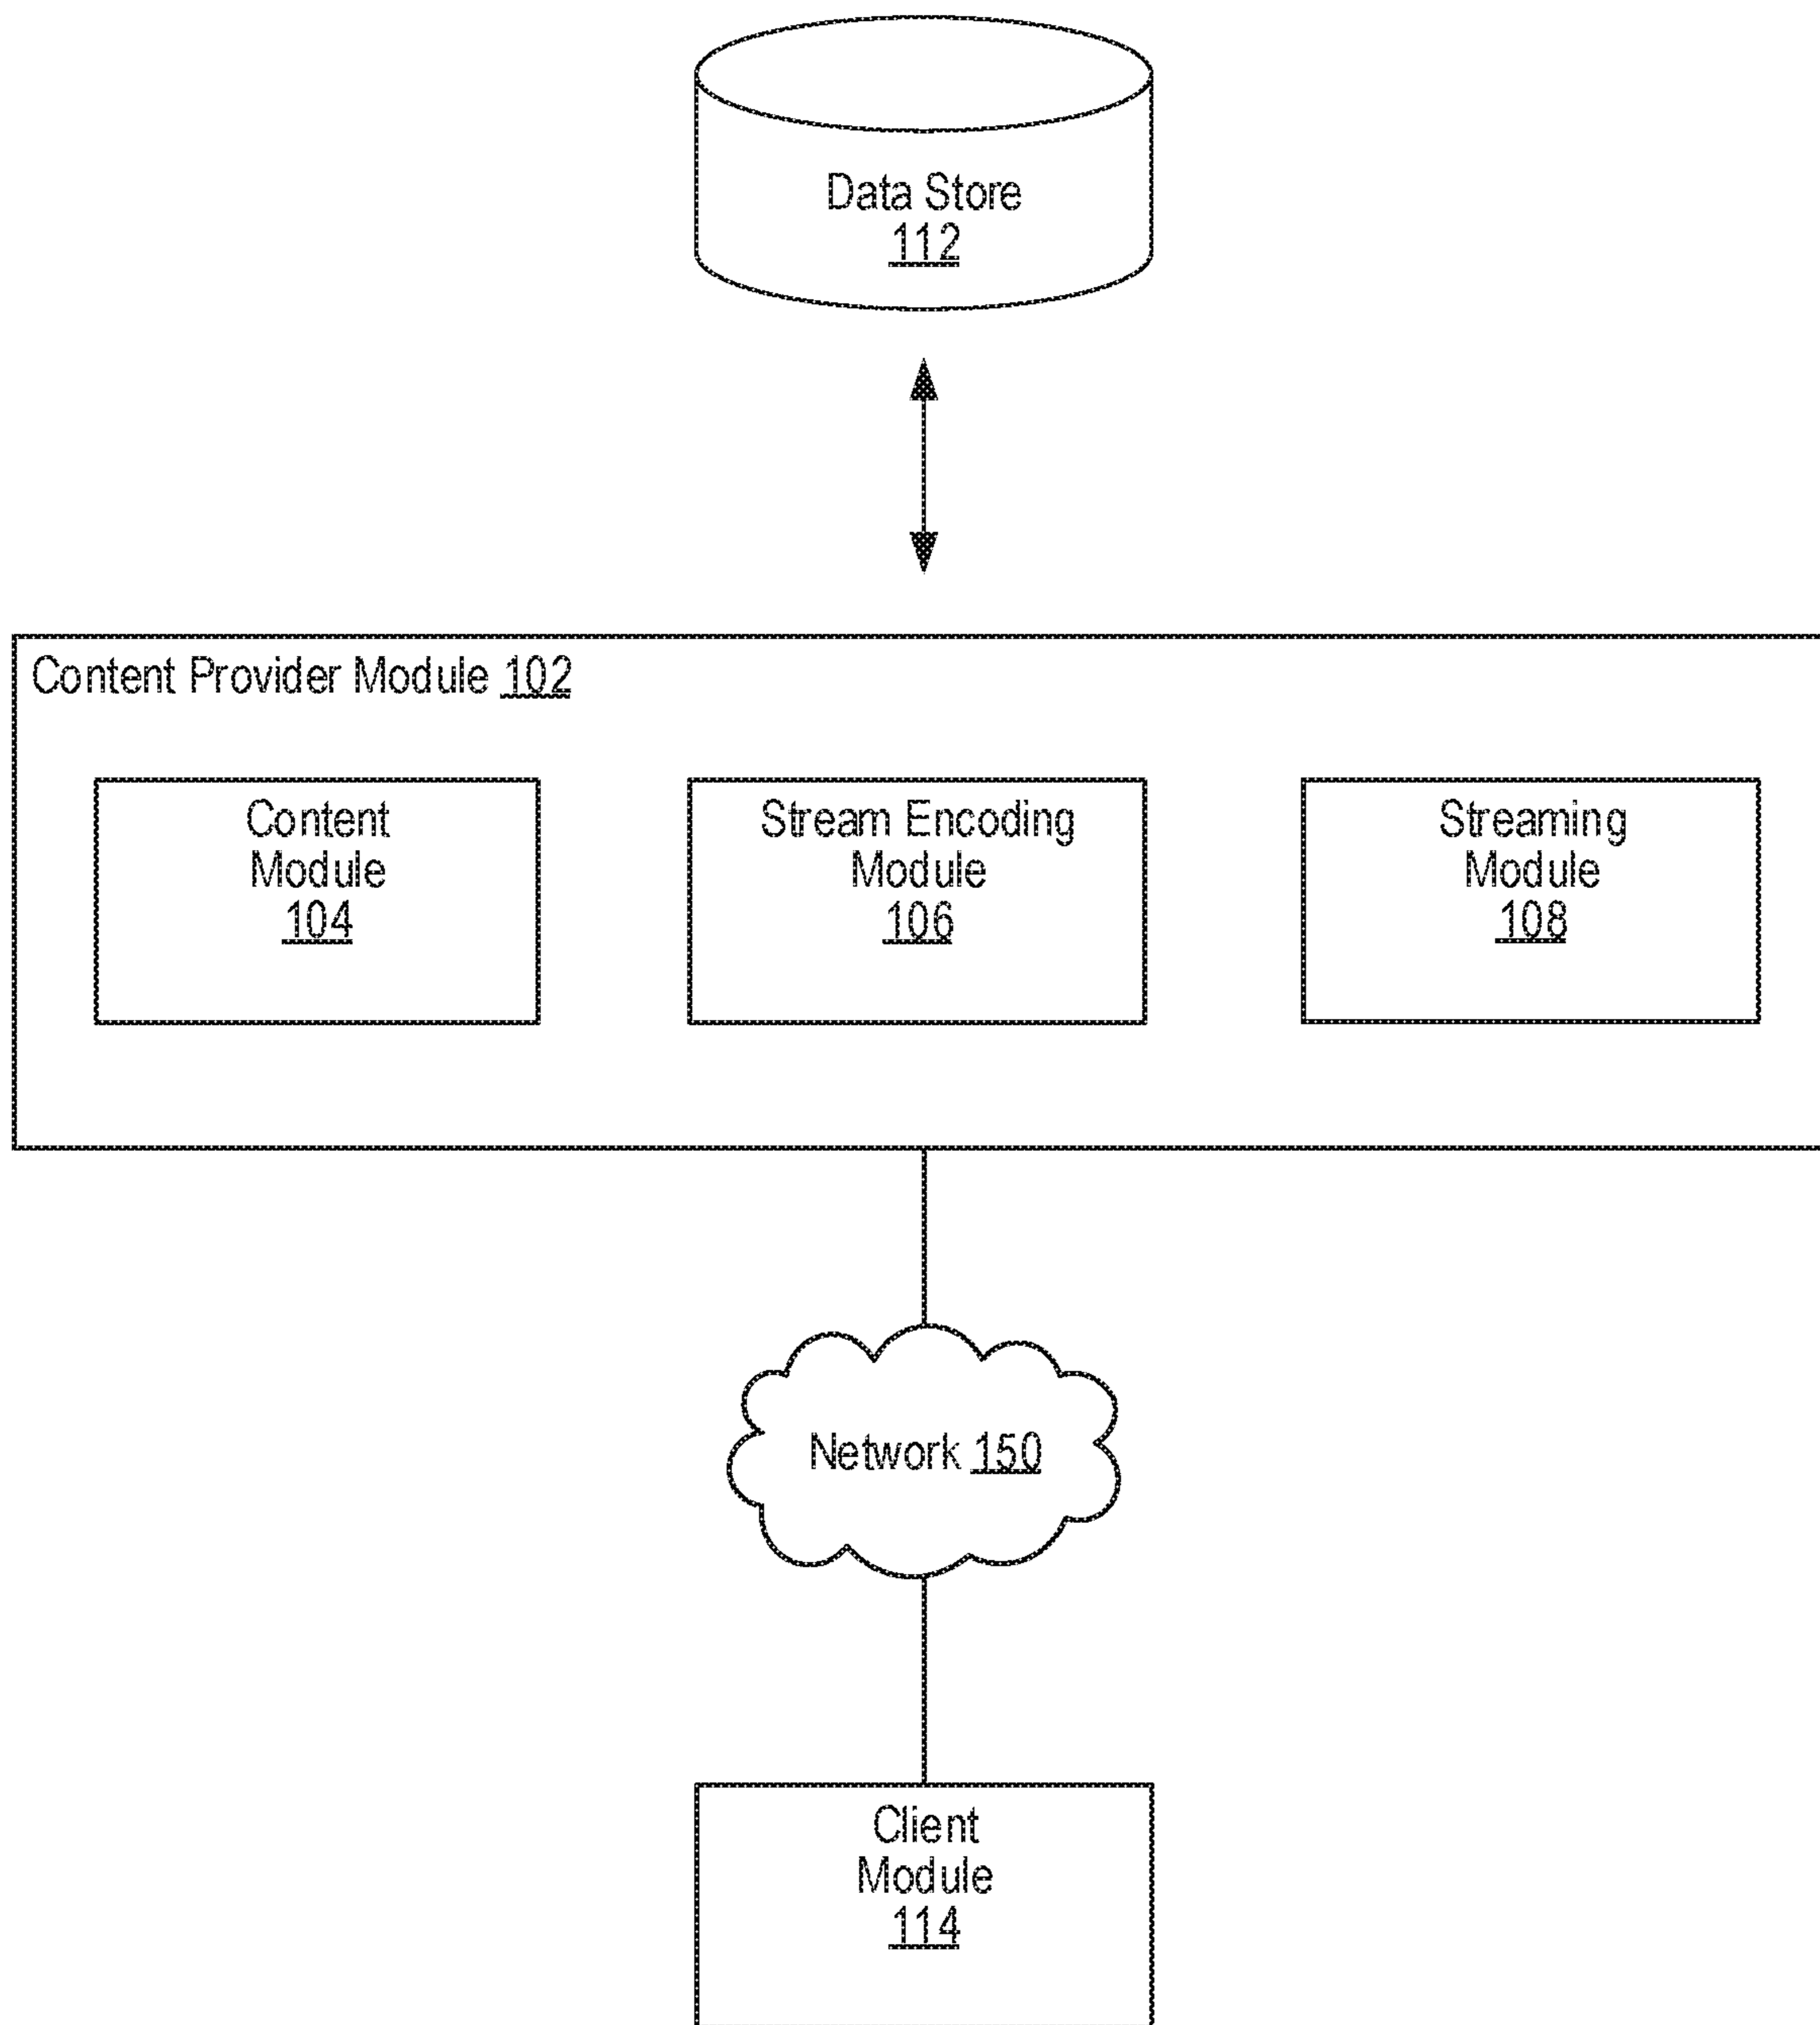 Data Store
112
Content Provider Module 102
Content
Module
104
Stream Encoding
Module
106
Streaming
Module
108
Network 150
Client
Module
114